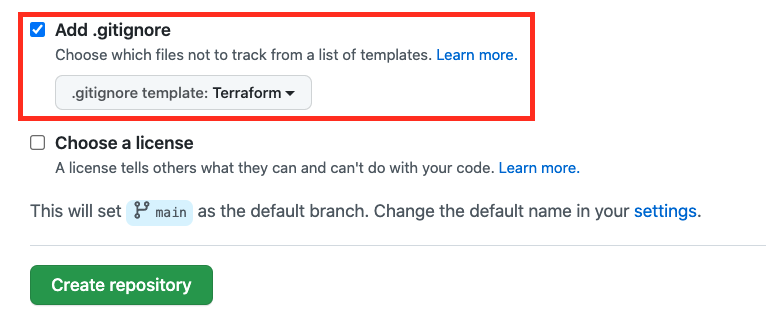 Add .gitignore
Choose which files not to track from a list of templates. Learn more.
.gitignore template: Terraform
Choose a license
A license tells others what they can and can't do with your code. Learn more.
This will set main as the default branch. Change the default name in your settings.
Create repository